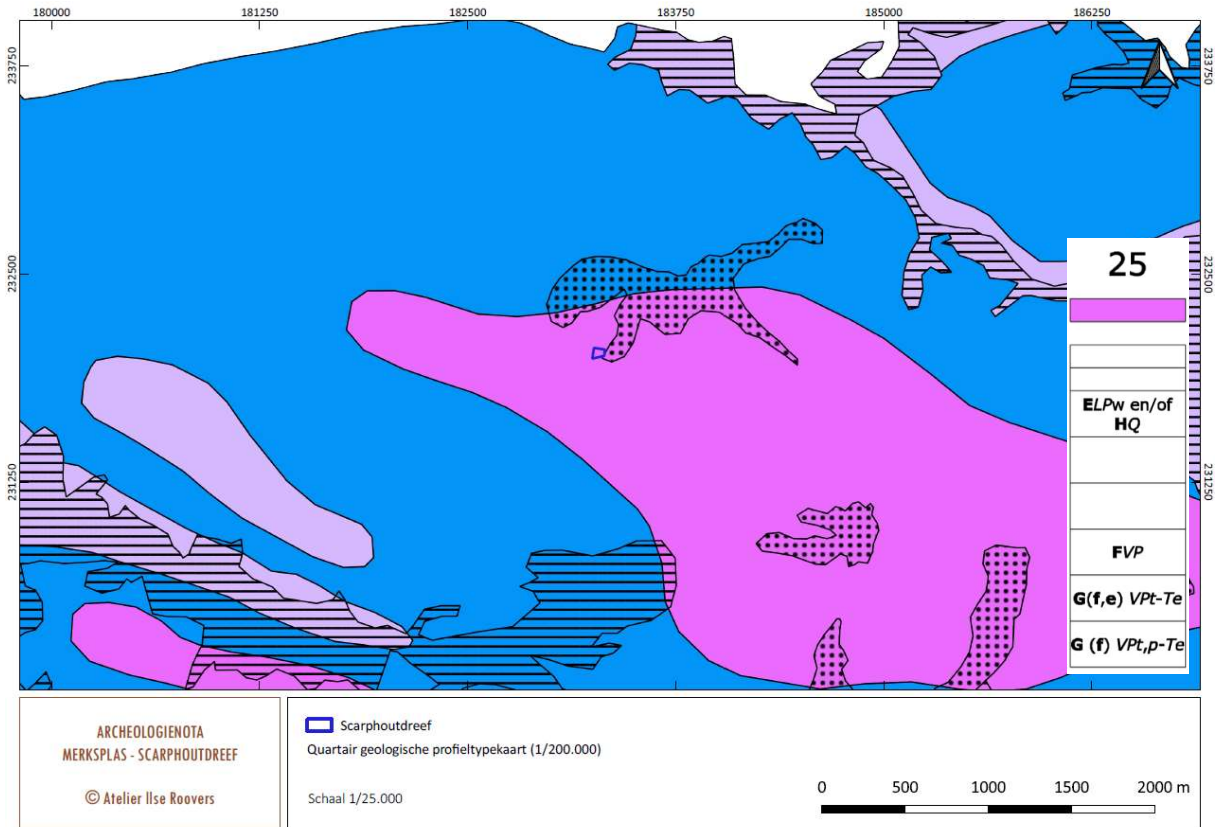 180000 181250 182500 183750 185000 186250
233750 233750
232500 232500
25
ELPw en/of
HQ
231250 231250
FVP
G(f,e) VPt-Te
G (f) VPt,p-Te
ARCHEOLOGIENOTA
MERKSPLAS - SCARPHOUTDREEF
© Atelier Ilse Roovers
Scarphoutdreef
Quartair geologische profieltypekaart (1/200.000)
Schaal 1/25.000
0 500 1000 1500 2000 m